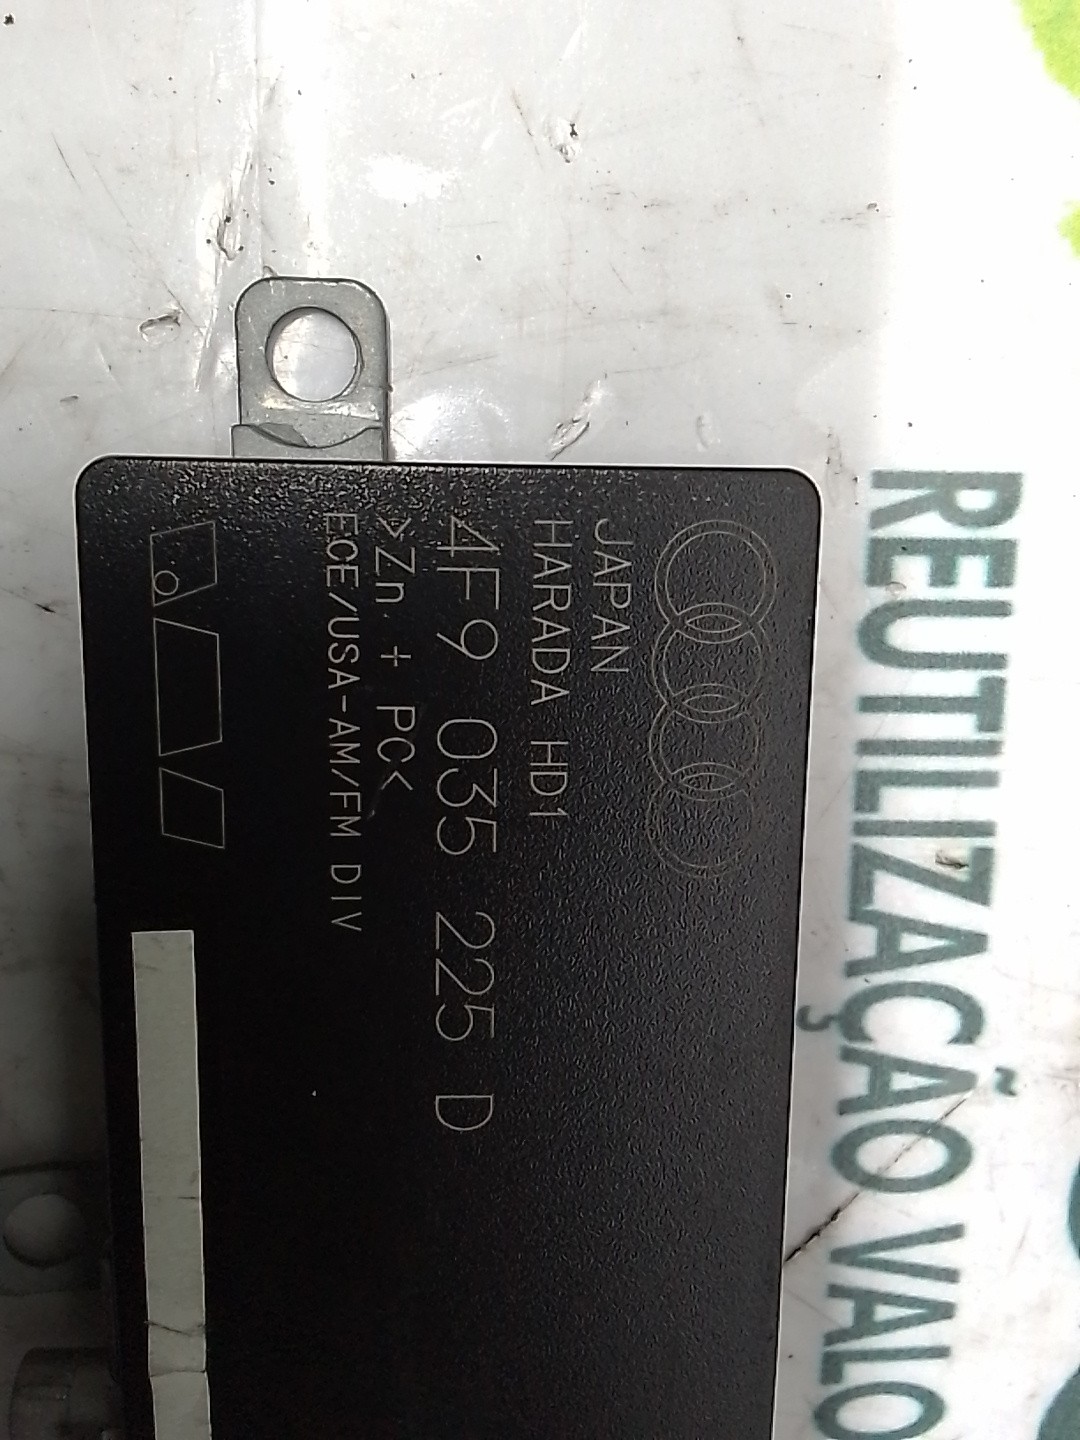 JAPAN
HARADA HD1
4F9 035 225 D
>Zn + PC<
ECE/USA-AM/FM DIV
REUTILIZAÇÃO VALO